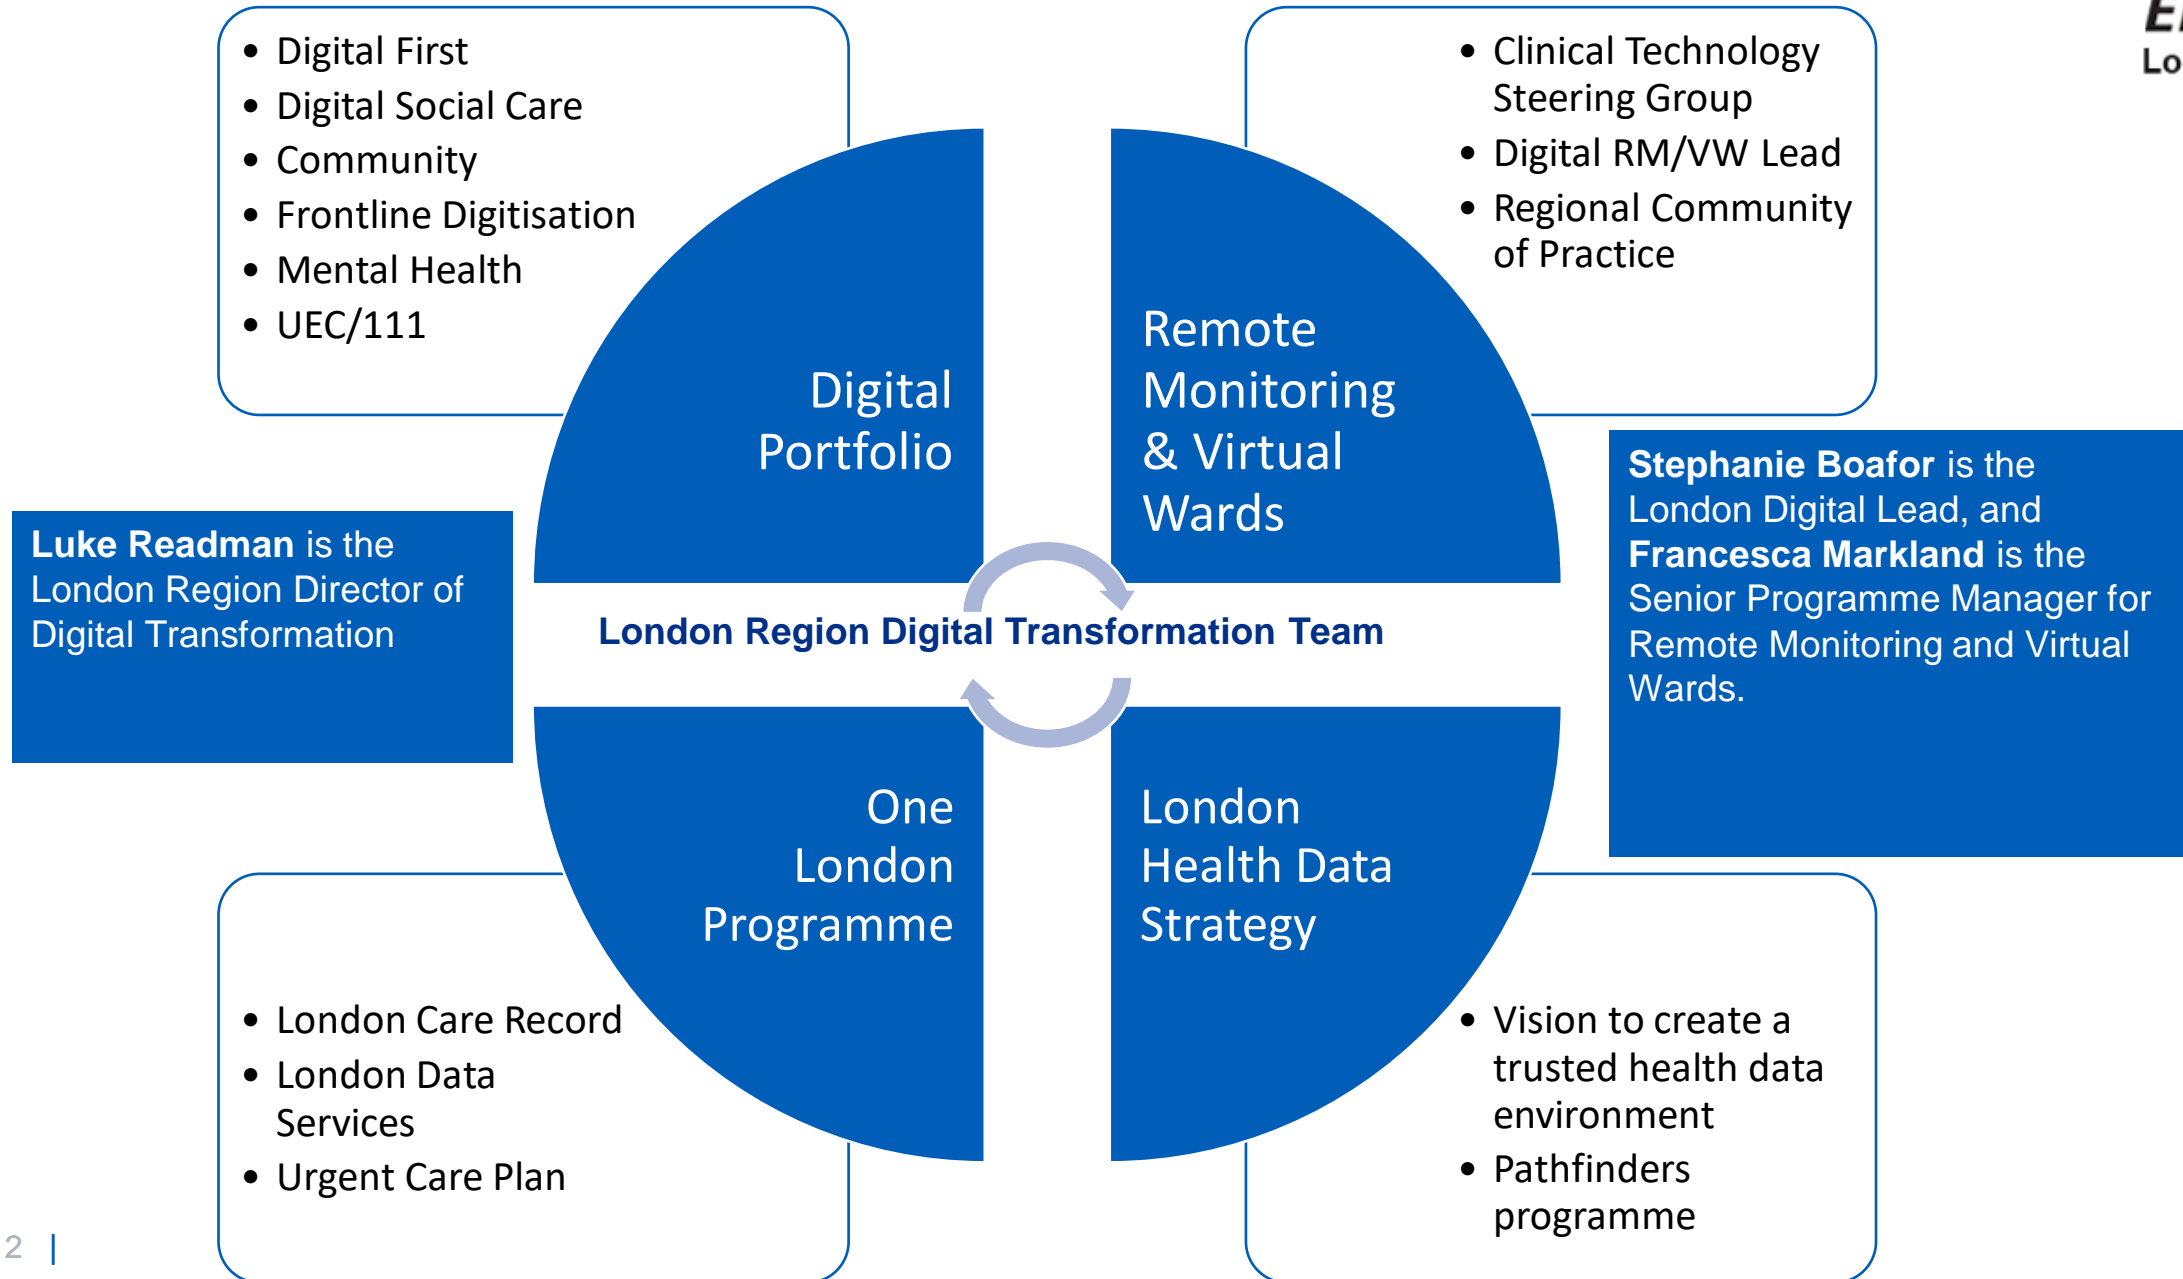 • Digital First
• Digital Social Care
• Community
• Frontline Digitisation
• Mental Health
• UEC/111
Digital
Portfolio
• Clinical Technology
Steering Group
• Digital RM/VW Lead
• Regional Community
of Practice
Remote
Monitoring
& Virtual
Wards
Luke Readman is the
London Region Director of
Digital Transformation
London Region Digital Transformation Team
Stephanie Boafor is the
London Digital Lead, and
Francesca Markland is the
Senior Programme Manager for
Remote Monitoring and Virtual
Wards.
One
London
Programme
• London Care Record
• London Data
Services
• Urgent Care Plan
London
Health Data
Strategy
• Vision to create a
trusted health data
environment
• Pathfinders
programme
2 |